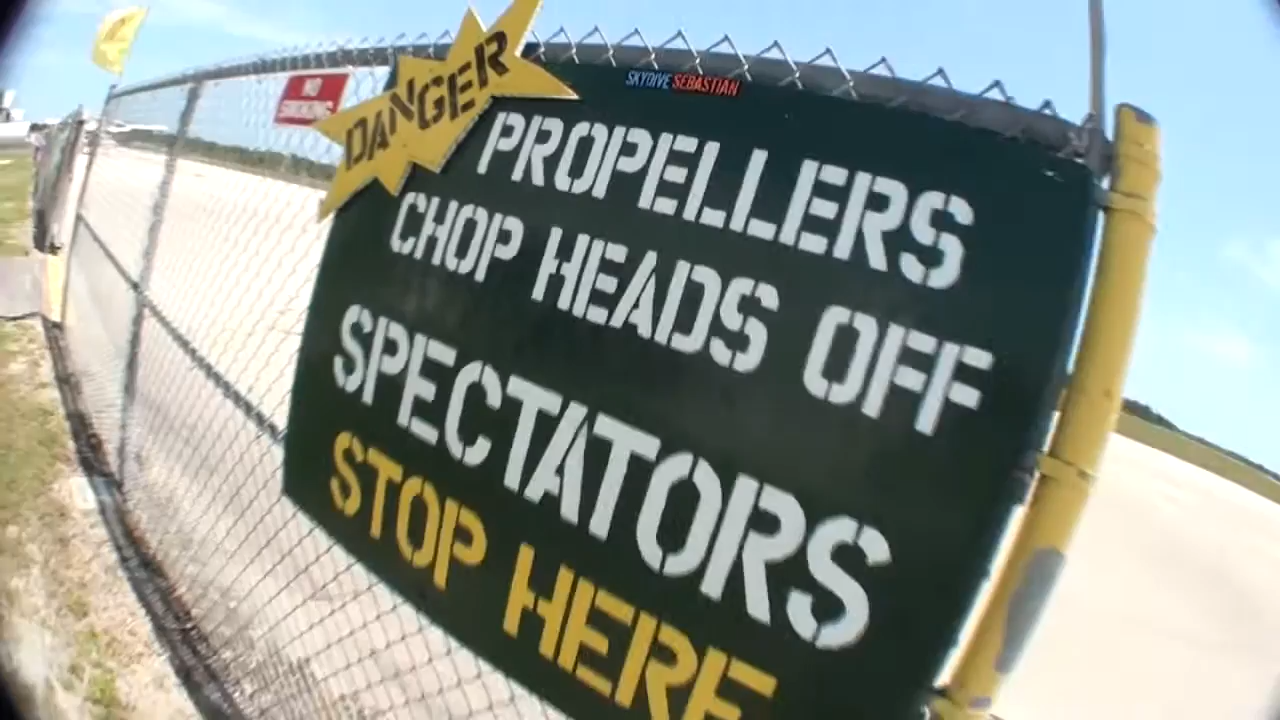 NO
SMOKING
DANGER
SKYDIVE SEBASTIAN
PROPELLERS
CHOP HEADS OFF
SPECTATORS
STOP HERE